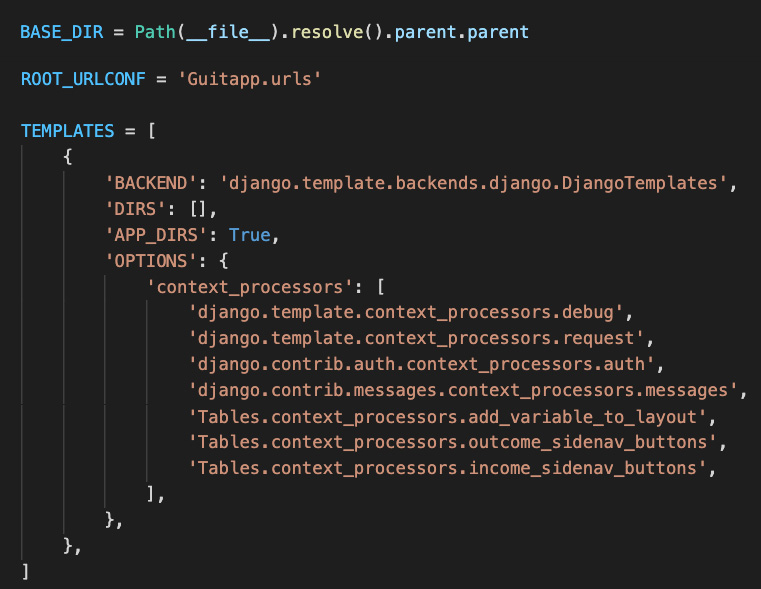 BASE_DIR = Path(__file__).resolve().parent.parent
ROOT_URLCONF = 'Guitapp.urls'
TEMPLATES = [
{
'BACKEND': 'django.template.backends.django.DjangoTemplates',
'DIRS': [],
'APP_DIRS': True,
'OPTIONS': {
'context_processors': [
'django.template.context_processors.debug',
'django.template.context_processors.request',
'django.contrib.auth.context_processors.auth',
'django.contrib.messages.context_processors.messages',
'Tables.context_processors.add_variable_to_layout',
'Tables.context_processors.outcome_sidenav_buttons',
'Tables.context_processors.income_sidenav_buttons',
],
},
},
]